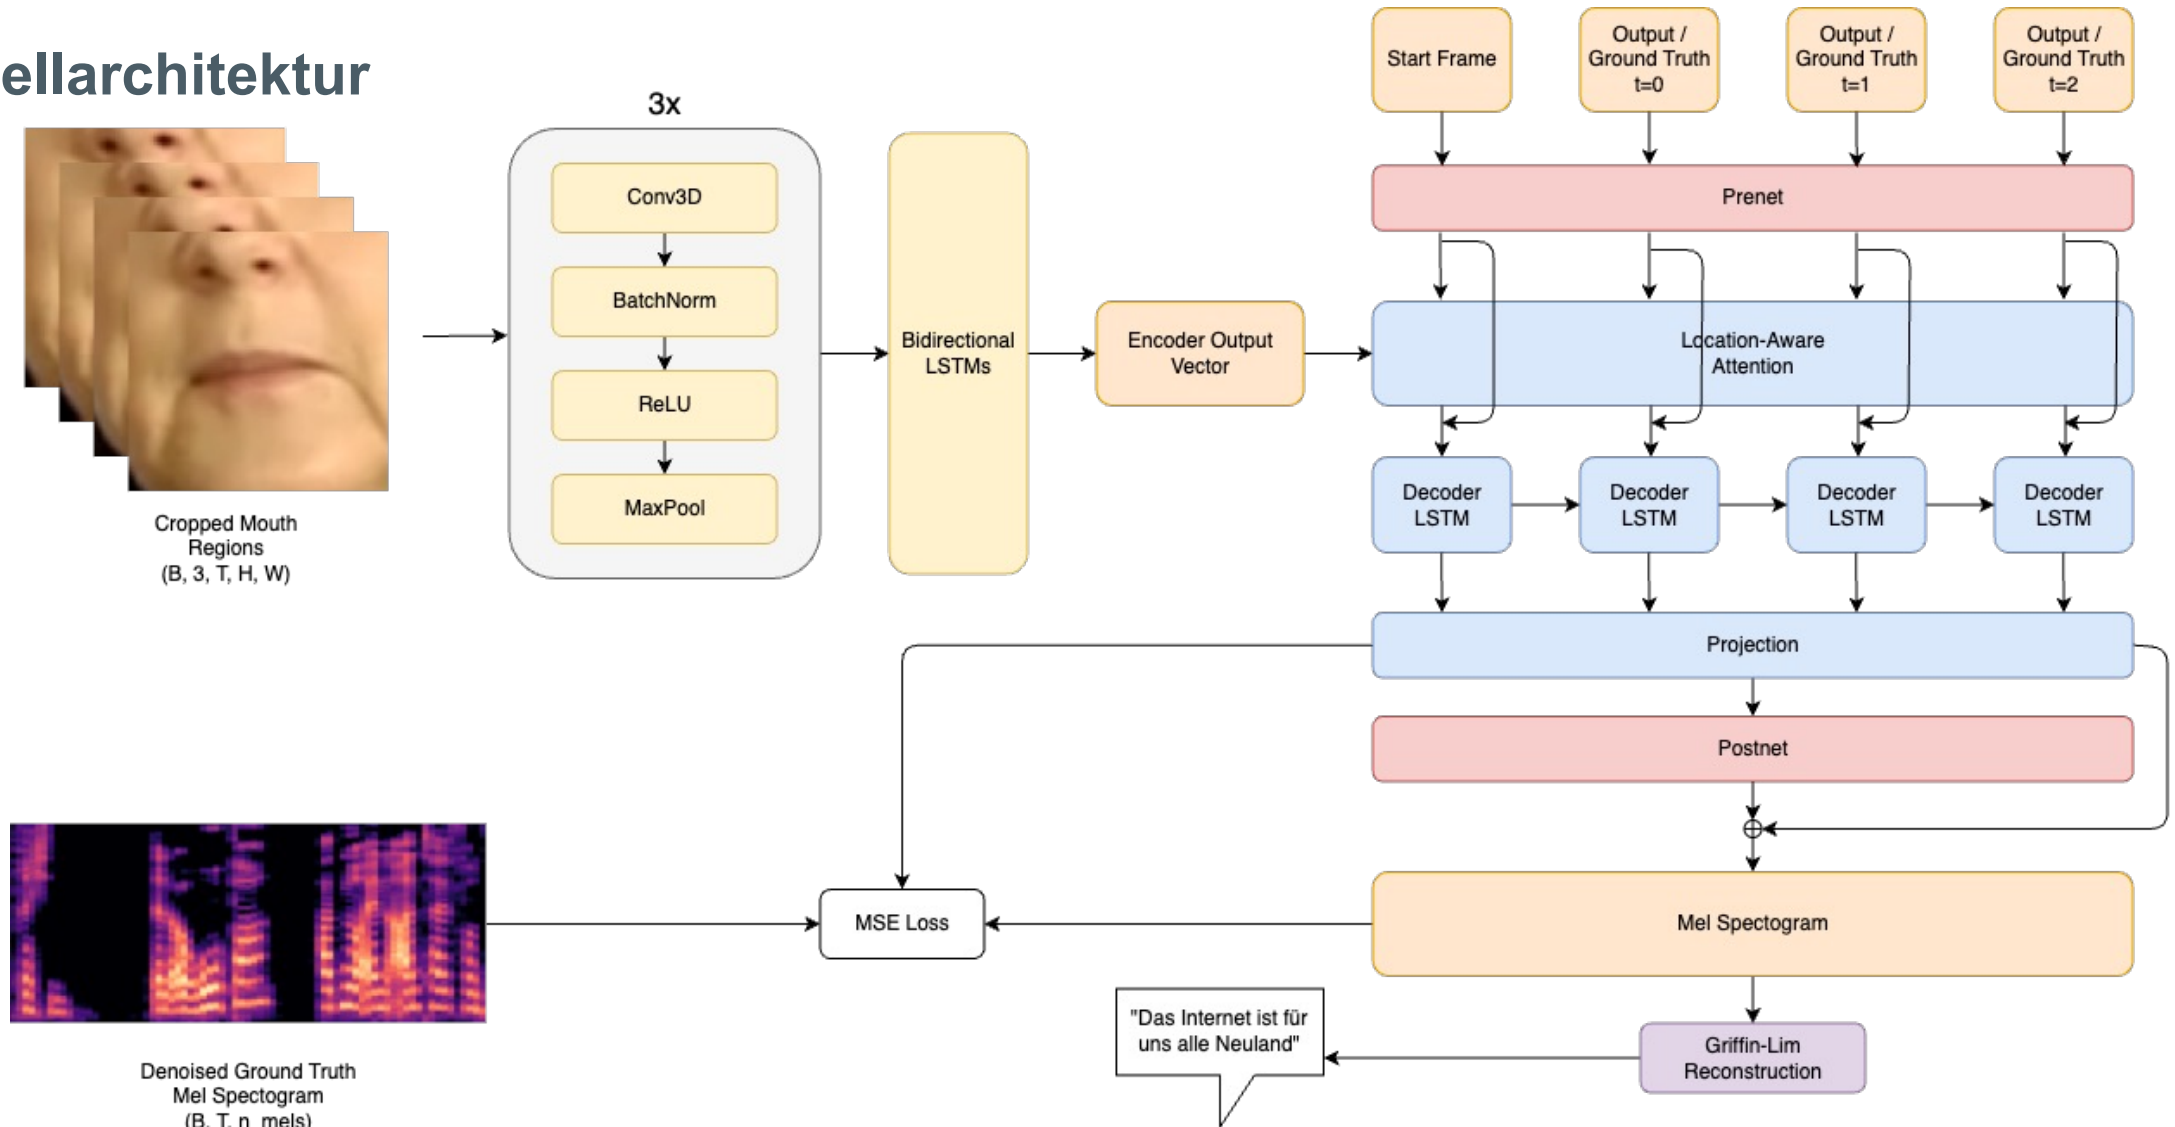 ellarchitektur
3x
Conv3D
BatchNorm
ReLU
MaxPool
Cropped Mouth
Regions
(B, 3, T, H, W)
Bidirectional
LSTMs
Encoder Output
Vector
Start Frame
Output /
Ground Truth
t=0
Output /
Ground Truth
t=1
Output /
Ground Truth
t=2
Prenet
Location-Aware
Attention
Decoder
LSTM
Decoder
LSTM
Decoder
LSTM
Decoder
LSTM
Projection
Postnet
Mel Spectogram
MSE Loss
Griffin-Lim
Reconstruction
"Das Internet ist für
uns alle Neuland"
Denoised Ground Truth
Mel Spectogram
(B, T, n_mels)